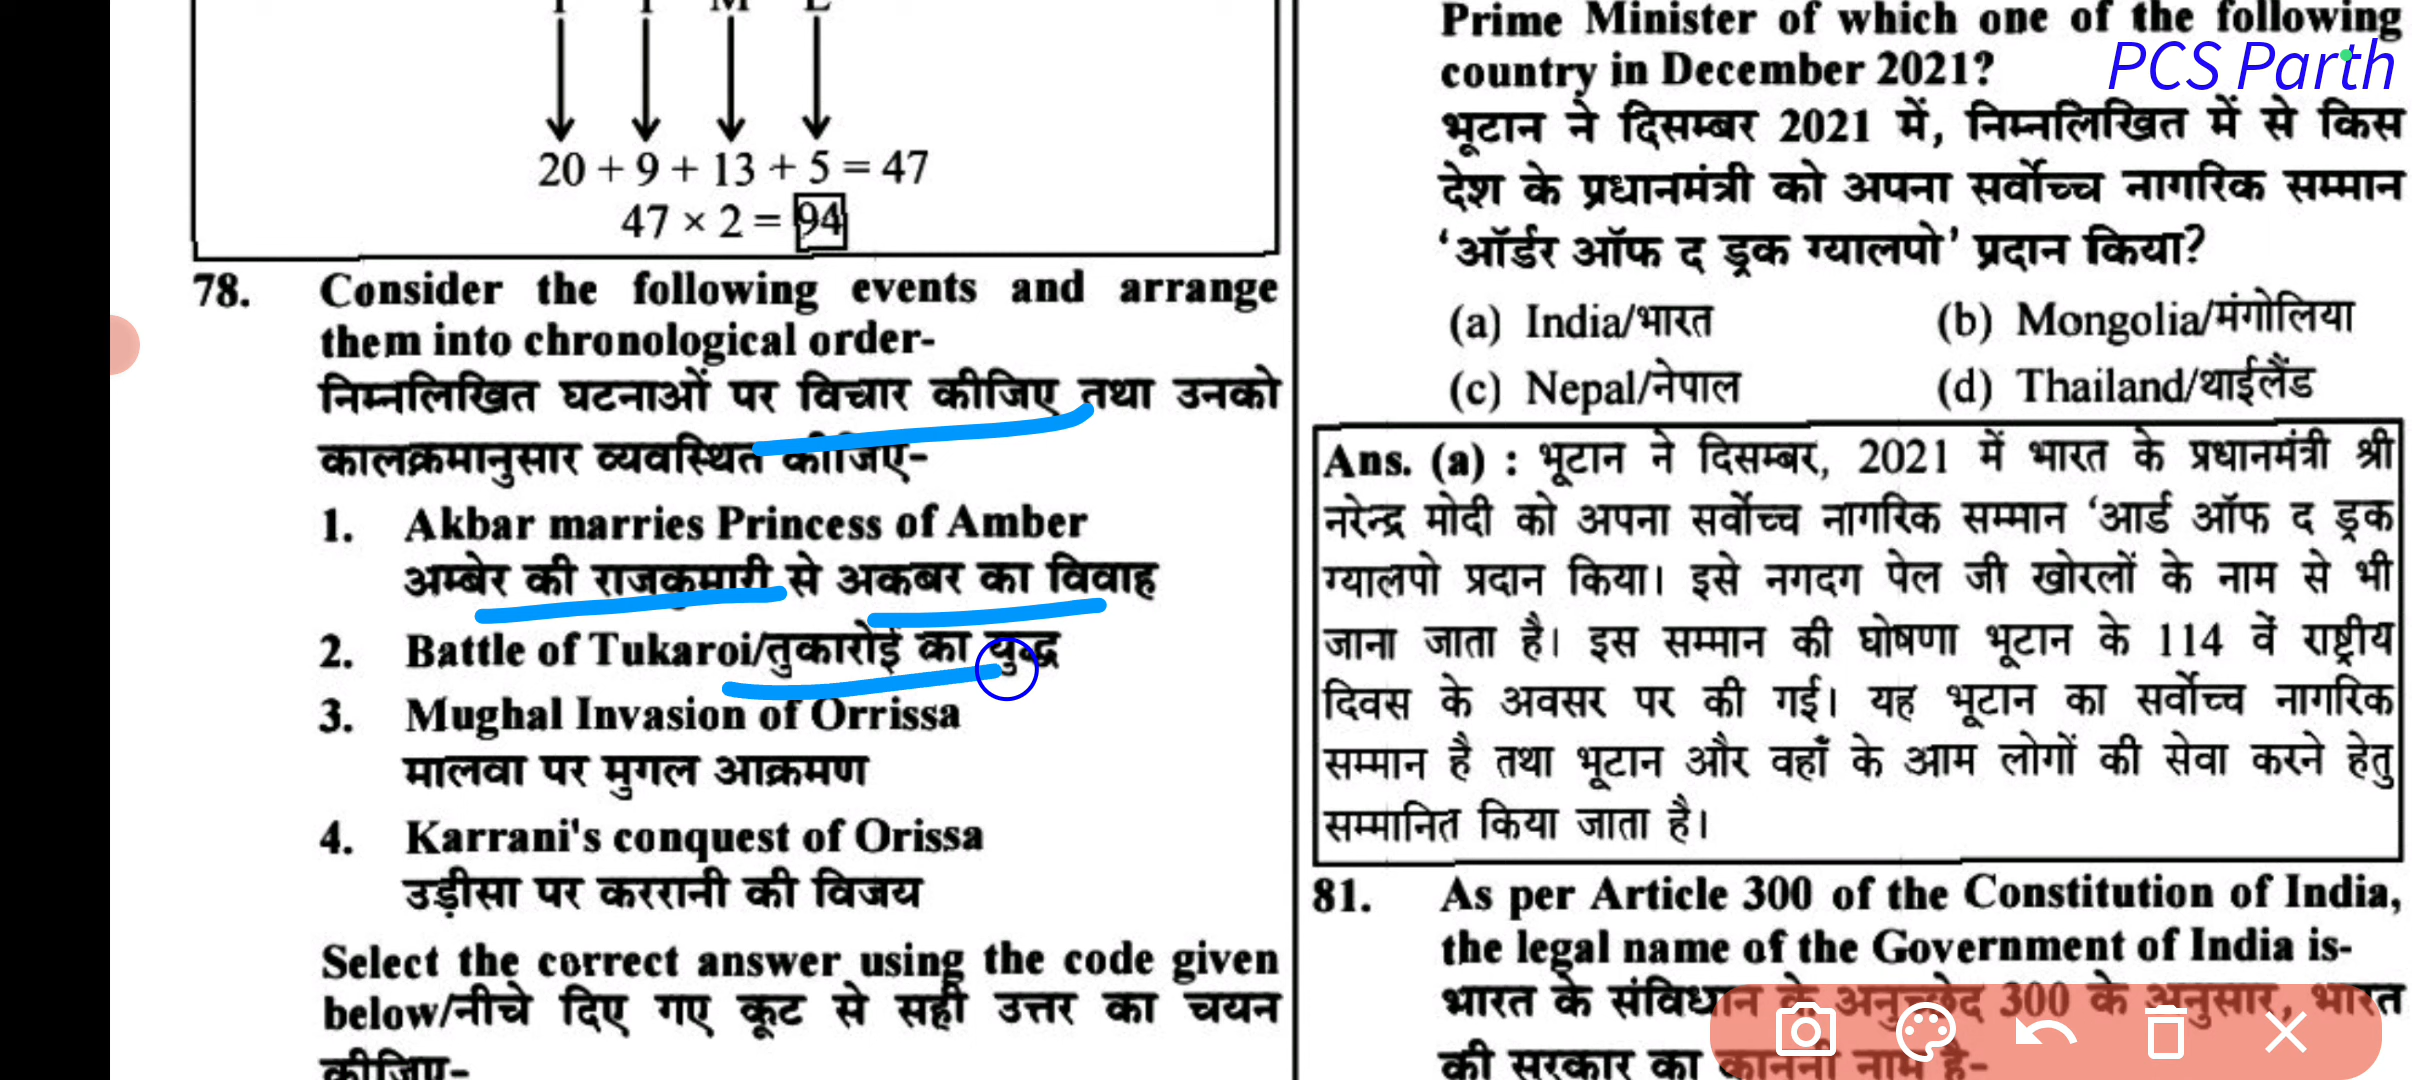 20 + 9 + 13 + 5 = 47
47 × 2 = 94
78. Consider the following events and arrange
them into chronological order-
निम्नलिखित घटनाओं पर विचार कीजिए तथा उनको
कालक्रमानुसार व्यवस्थित कीजिए-
1. Akbar marries Princess of Amber
अम्बेर की राजकुमारी से अकबर का विवाह
2. Battle of Tukaroi/तुकारोई का युद्ध
3. Mughal Invasion of Orrissa
मालवा पर मुगल आक्रमण
4. Karrani's conquest of Orissa
उड़ीसा पर कररानी की विजय
Select the correct answer using the code given
below/नीचे दिए गए कूट से सही उत्तर का चयन
कीजिए-
Prime Minister of which one of the following
country in December 2021?
PCS Parth
भूटान ने दिसम्बर 2021 में, निम्नलिखित में से किस
देश के प्रधानमंत्री को अपना सर्वोच्च नागरिक सम्मान
‘ऑर्डर ऑफ द ड्रक ग्यालपो’ प्रदान किया?
(a) India/भारत (b) Mongolia/मंगोलिया
(c) Nepal/नेपाल (d) Thailand/थाईलैंड
Ans. (a) : भूटान ने दिसम्बर, 2021 में भारत के प्रधानमंत्री श्री
नरेन्द्र मोदी को अपना सर्वोच्च नागरिक सम्मान ‘आर्ड ऑफ द ड्रक
ग्यालपो प्रदान किया। इसे नगदग पेल जी खोरलों के नाम से भी
जाना जाता है। इस सम्मान की घोषणा भूटान के 114 वें राष्ट्रीय
दिवस के अवसर पर की गई। यह भूटान का सर्वोच्च नागरिक
सम्मान है तथा भूटान और वहाँ के आम लोगों की सेवा करने हेतु
सम्मानित किया जाता है।
81. As per Article 300 of the Constitution of India,
the legal name of the Government of India is-
भारत के संविधान के अनुच्छेद 300 के अनुसार, भारत
की सरकार का कानूनी नाम है-